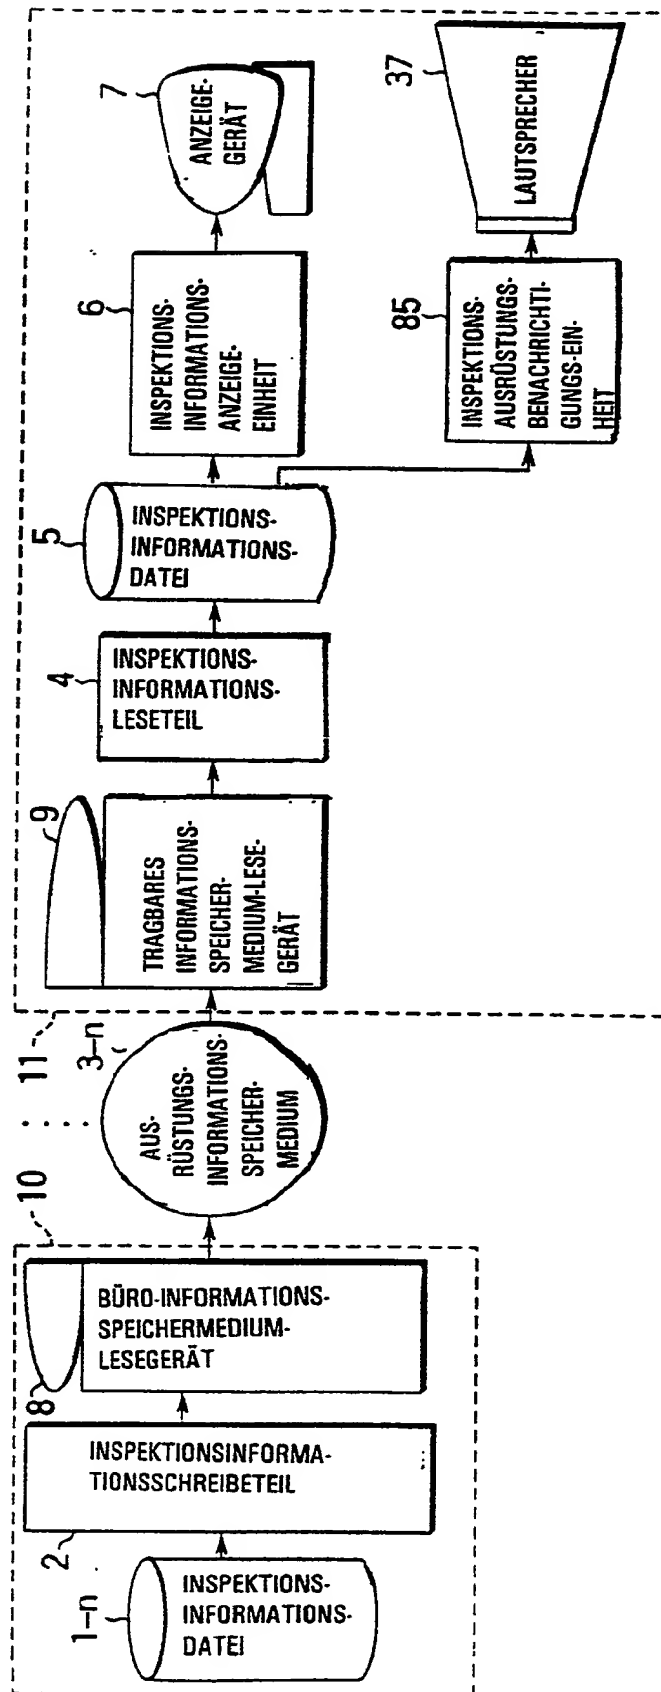 1-n
INSPEKTIONS-
INFORMATIONS-
DATEI
2
INSPEKTIONSINFORMA-
TIONSSCHREIBETEIL
8
BÜRO-INFORMATIONS-
SPEICHERMEDIUM-
LESEGERÄT
10
3-n
AUS-
RÜSTUNGS-
INFORMATIONS-
SPEICHER-
MEDIUM
11
9
TRAGBARES
INFORMATIONS-
SPEICHER-
MEDIUM-LESE-
GERÄT
4
INSPEKTIONS-
INFORMATIONS-
LESETEIL
5
INSPEKTIONS-
INFORMATIONS-
DATEI
6
INSPEKTIONS-
INFORMATIONS-
ANZEIGE-
EINHEIT
7
ANZEIGE-
GERÄT
85
INSPEKTIONS-
AUSRÜSTUNGS-
BENACHRICHTI-
GUNGS-EIN-
HEIT
37
LAUTSPRECHER